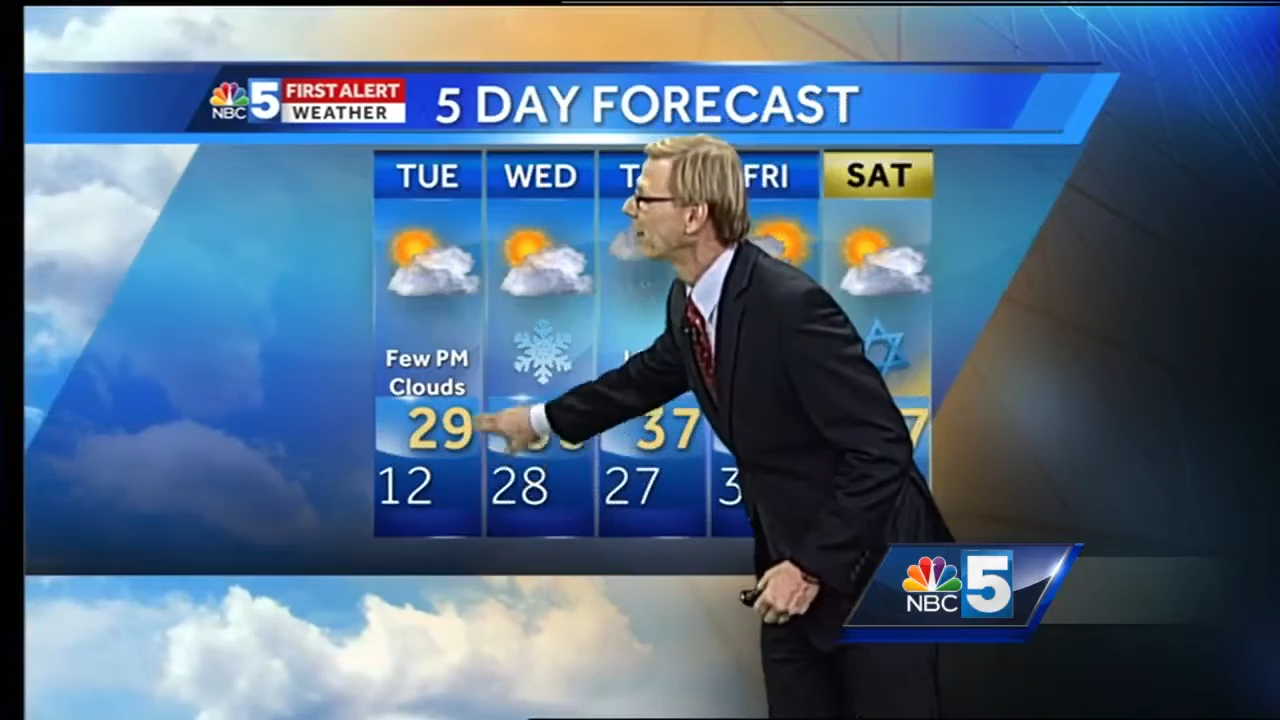 NBC 5 FIRST ALERT WEATHER
5 DAY FORECAST
TUE WED FRI SAT
Few PM
Clouds
29 37
12 28 27
NBC 5